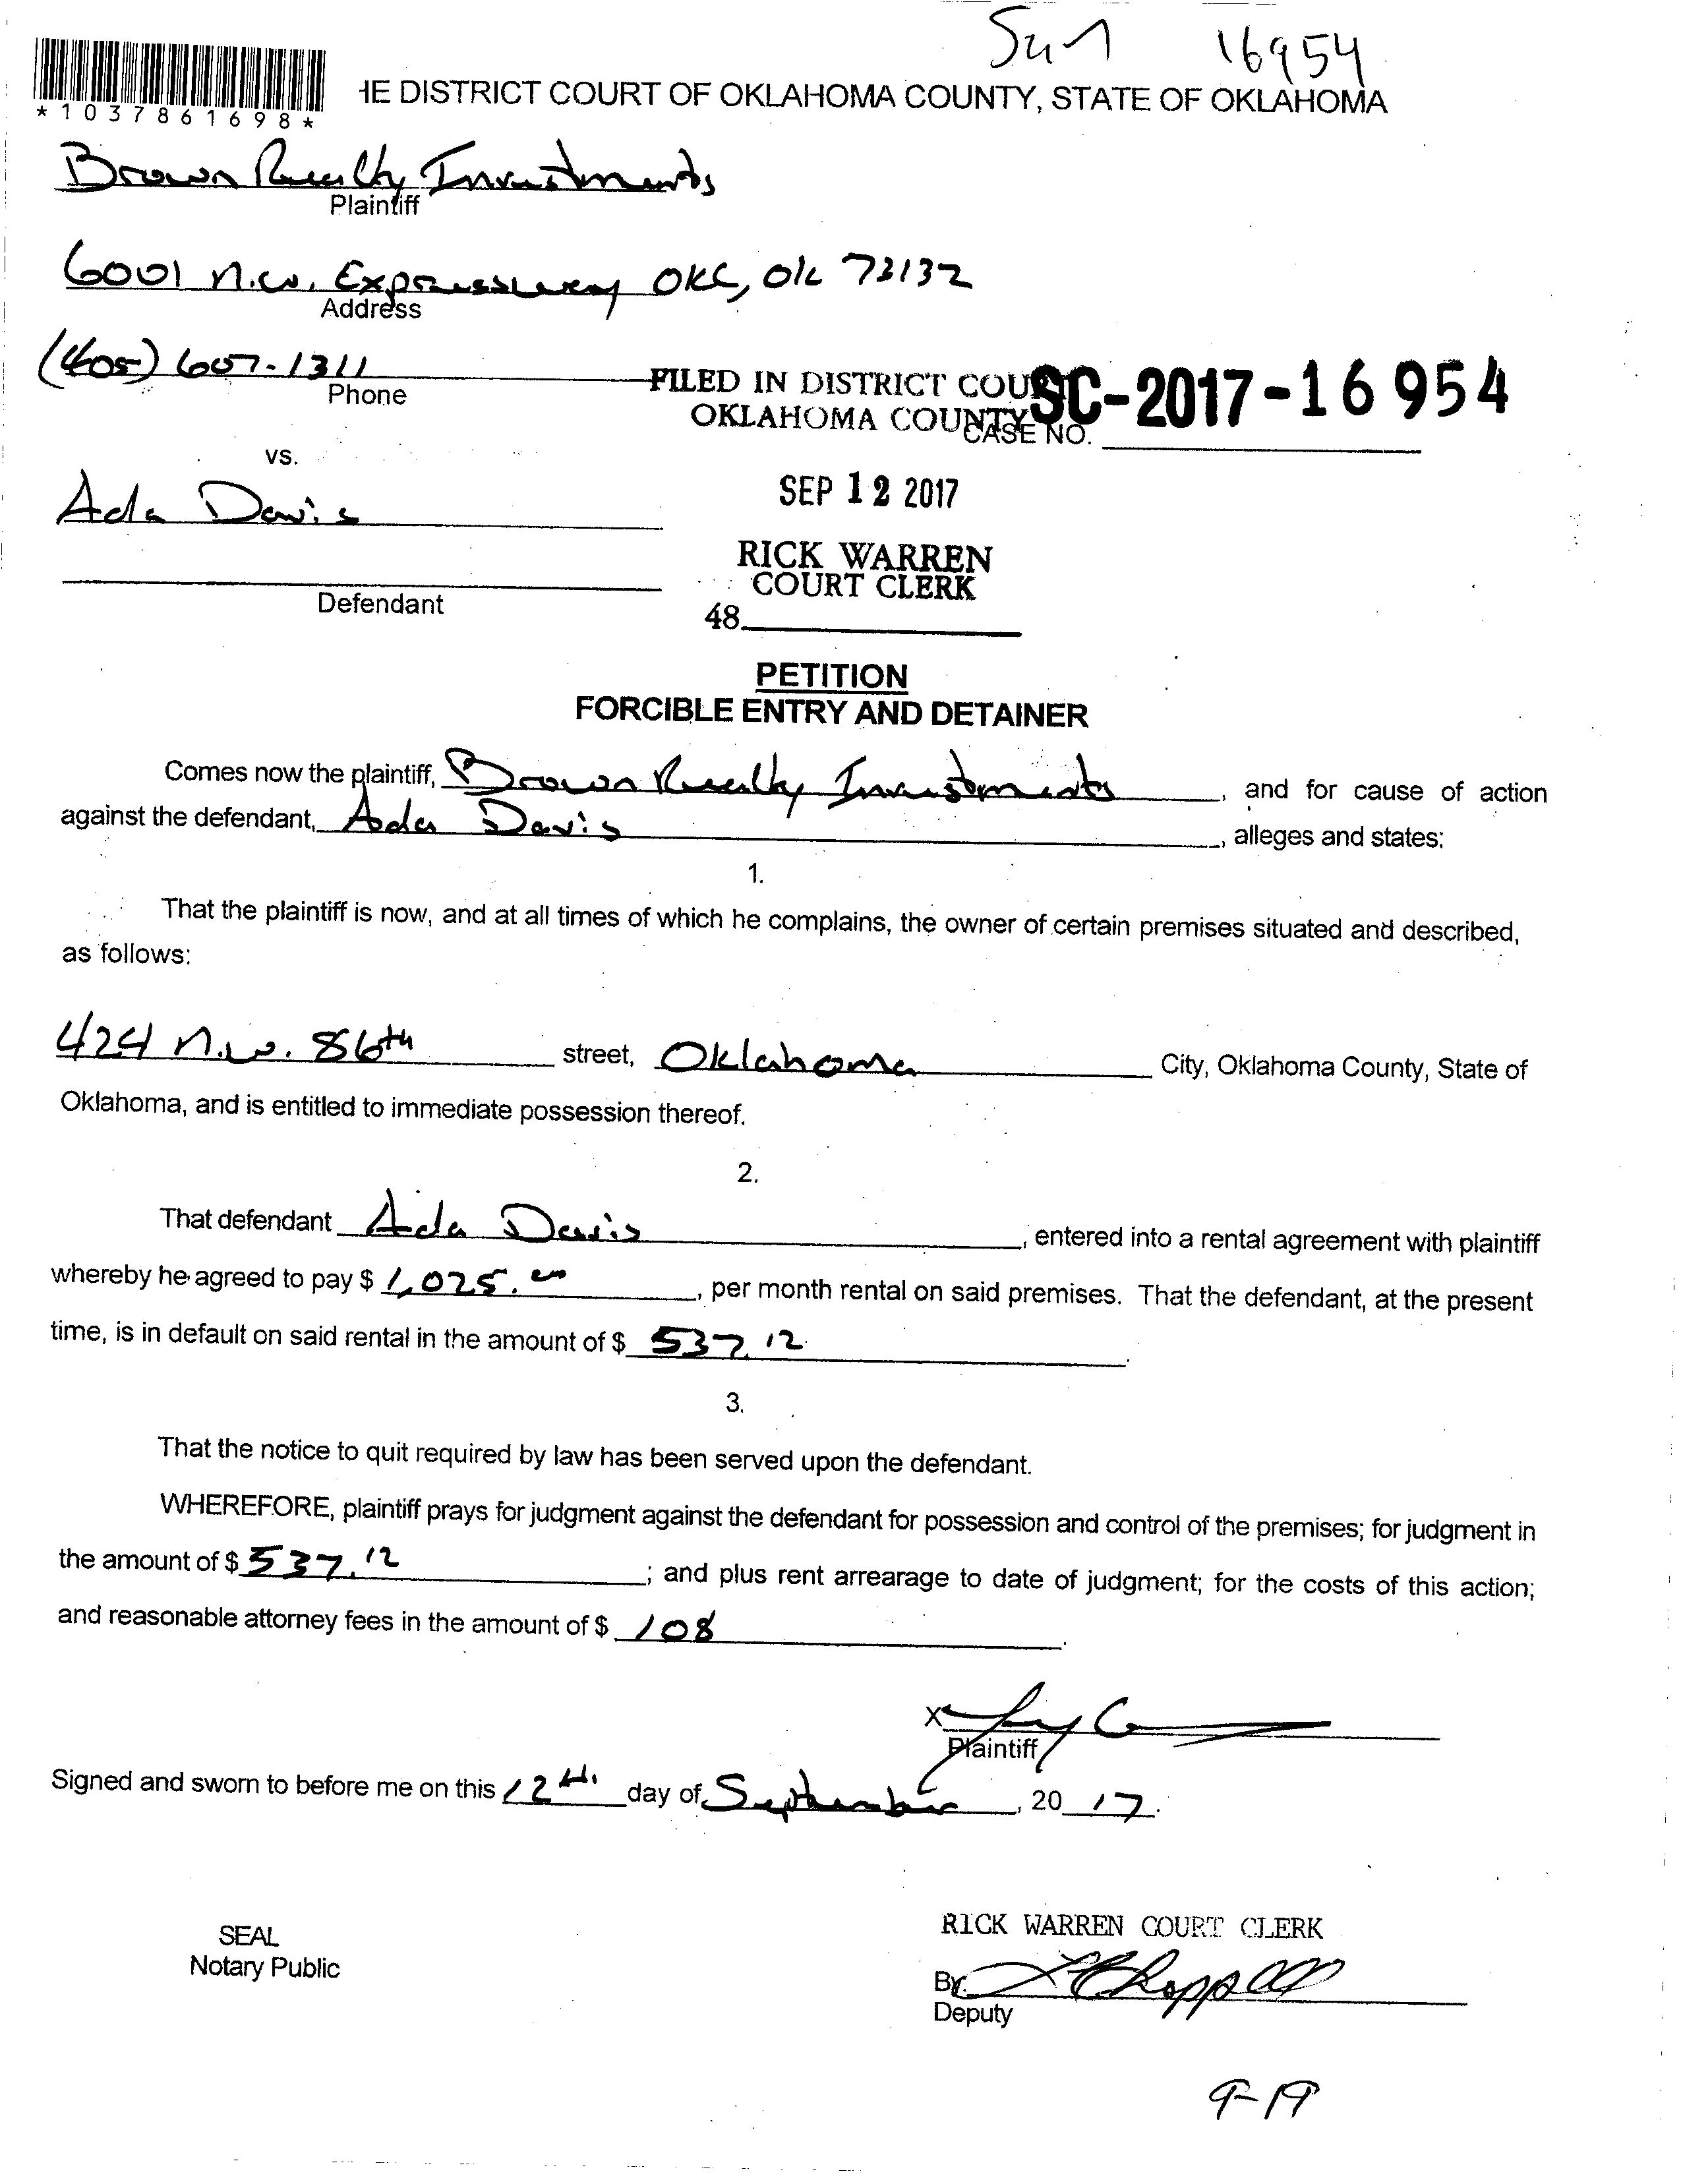 Sun 16954
HE DISTRICT COURT OF OKLAHOMA COUNTY, STATE OF OKLAHOMA
*1037861698*
Brown Realty Investments
Plaintiff
6001 N.W. Expressway OKC, OK 73132
Address
(405) 607-1311
Phone
FILED IN DISTRICT COU
SC-2017-16954
OKLAHOMA COUNTY
CASE NO.
vs.
Ada Davis
SEP 12 2017
RICK WARREN
COURT CLERK
Defendant
48
PETITION
FORCIBLE ENTRY AND DETAINER
Comes now the plaintiff, Brown Realty Investments, and for cause of action
against the defendant, Ada Davis, alleges and states:
1.
That the plaintiff is now, and at all times of which he complains, the owner of certain premises situated and described,
as follows:
424 N.W. 86th street, Oklahoma City, Oklahoma County, State of
Oklahoma, and is entitled to immediate possession thereof.
2.
That defendant Ada Davis, entered into a rental agreement with plaintiff
whereby he agreed to pay $ 1,025.00, per month rental on said premises. That the defendant, at the present
time, is in default on said rental in the amount of $ 537.12.
3.
That the notice to quit required by law has been served upon the defendant.
WHEREFORE, plaintiff prays for judgment against the defendant for possession and control of the premises; for judgment in
the amount of $ 537.12; and plus rent arrearage to date of judgment; for the costs of this action;
and reasonable attorney fees in the amount of $ 108.
X
Plaintiff
Signed and sworn to before me on this 12th day of September, 2017.
SEAL
Notary Public
RICK WARREN COURT CLERK
By: Chappell
Deputy
9-19